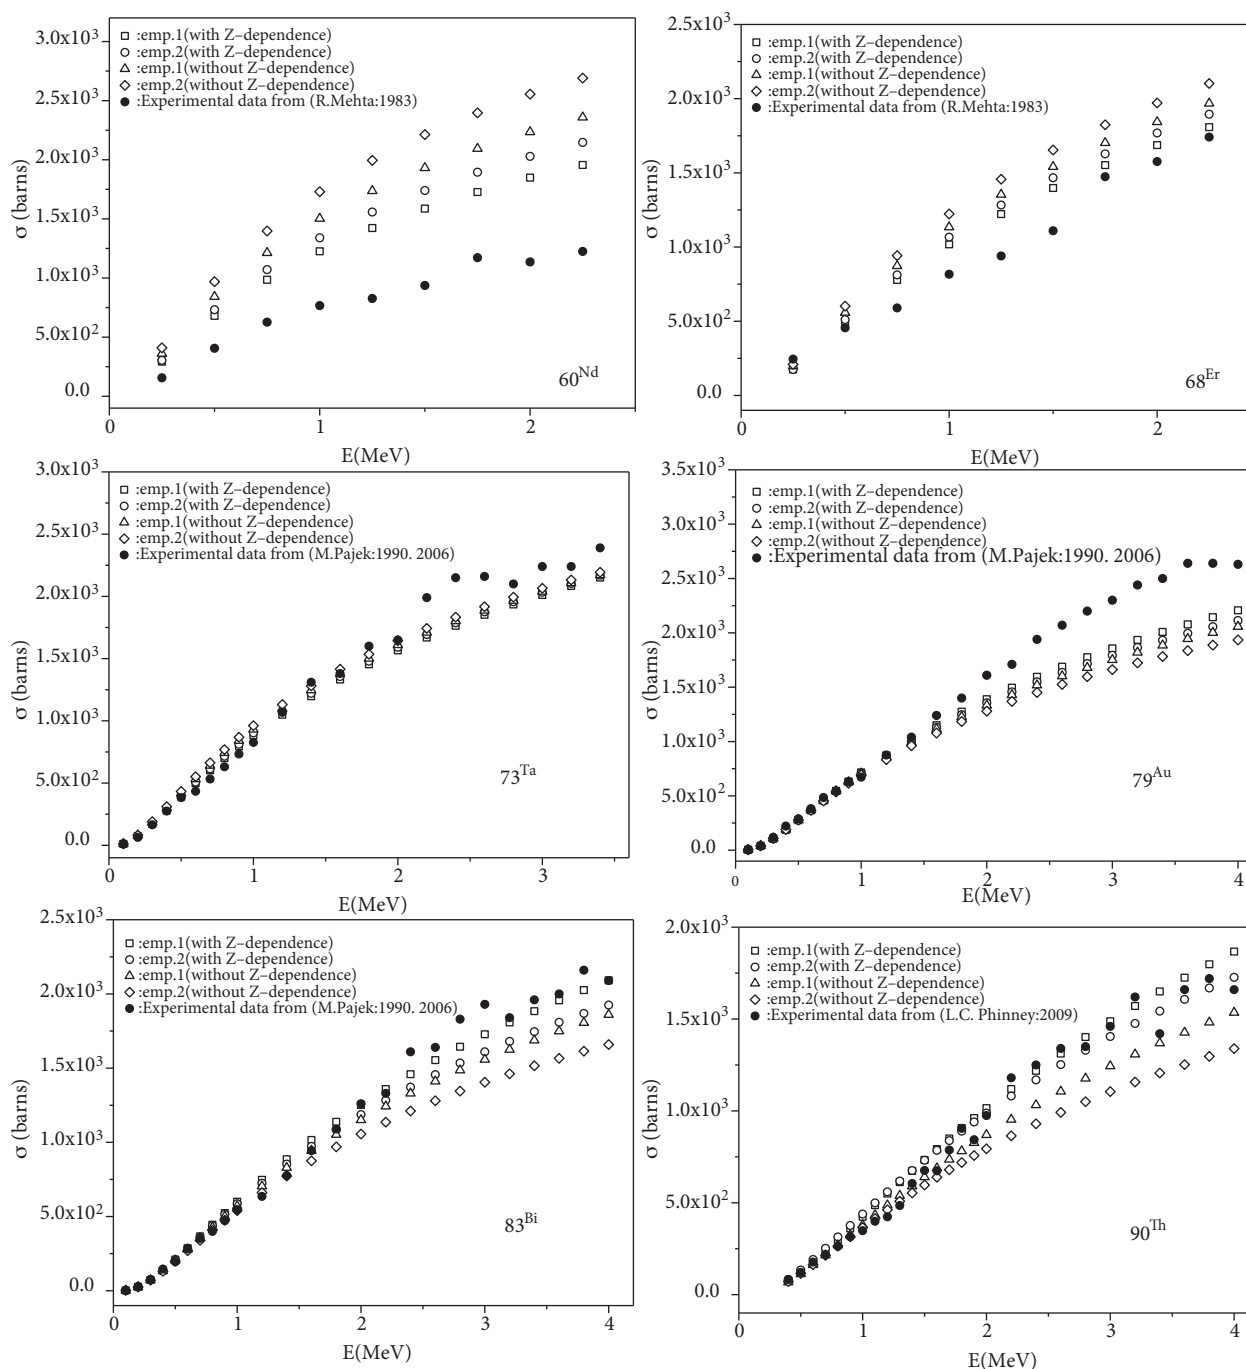 3.0x10³
2.5x10³
2.0x10³
1.5x10³
1.0x10³
5.0x10²
0.0
σ (barns)
:emp.1(with Z–dependence)
:emp.2(with Z–dependence)
:emp.1(without Z–dependence)
:emp.2(without Z–dependence)
:Experimental data from (R.Mehta:1983)
60^Nd
0 1 2
E(MeV)
2.5x10³
2.0x10³
1.5x10³
1.0x10³
5.0x10²
0.0
σ (barns)
:emp.1(with Z–dependence)
:emp.2(with Z–dependence)
:emp.1(without Z–dependence)
:emp.2(without Z–dependence)
:Experimental data from (R.Mehta:1983)
68^Er
0 1 2
E(MeV)
3.0x10³
2.5x10³
2.0x10³
1.5x10³
1.0x10³
5.0x10²
0.0
σ (barns)
:emp.1(with Z–dependence)
:emp.2(with Z–dependence)
:emp.1(without Z–dependence)
:emp.2(without Z–dependence)
:Experimental data from (M.Pajek:1990. 2006)
73^Ta
0 1 2 3
E(MeV)
3.5x10³
3.0x10³
2.5x10³
2.0x10³
1.5x10³
1.0x10³
5.0x10²
0.0
σ (barns)
:emp.1(with Z–dependence)
:emp.2(with Z–dependence)
:emp.1(without Z–dependence)
:emp.2(without Z–dependence)
:Experimental data from (M.Pajek:1990. 2006)
79^Au
0 1 2 3 4
E(MeV)
2.5x10³
2.0x10³
1.5x10³
1.0x10³
5.0x10²
0.0
σ (barns)
:emp.1(with Z–dependence)
:emp.2(with Z–dependence)
:emp.1(without Z–dependence)
:emp.2(without Z–dependence)
:Experimental data from (M.Pajek:1990. 2006)
83^Bi
0 1 2 3 4
E(MeV)
2.0x10³
1.5x10³
1.0x10³
5.0x10²
0.0
σ (barns)
:emp.1(with Z–dependence)
:emp.2(with Z–dependence)
:emp.1(without Z–dependence)
:emp.2(without Z–dependence)
:Experimental data from (L.C. Phinney:2009)
90^Th
0 1 2 3 4
E(MeV)